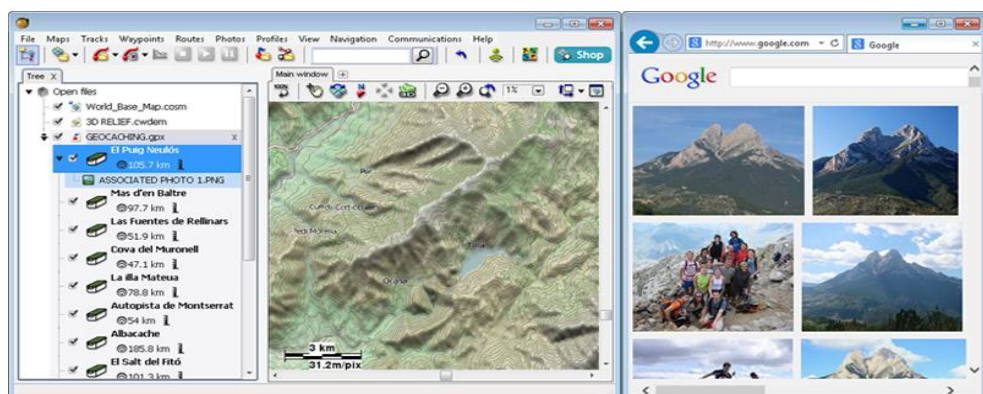 File Maps Tracks Waypoints Routes Photos Profiles View Navigation Communications Help
Shop
Tree X
Open files
World_Base_Map.cosm
3D RELIEF.cwdem
GEOCACHING.gpx x
El Puig Neulós
105.7 km
ASSOCIATED PHOTO 1.PNG
Mas d'en Baltre
97.7 km
Las Fuentes de Rellinars
51.9 km
Cova del Muronell
47.1 km
La illa Mateua
78.8 km
Autopista de Montserrat
54 km
Albacache
185.8 km
El Salt del Fitó
101.3 km
Main window
100%
1%
3 km
31.2m/pix
http://www.google.com
Google
Google